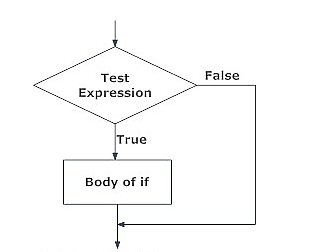 Test
Expression
False
True
Body of if